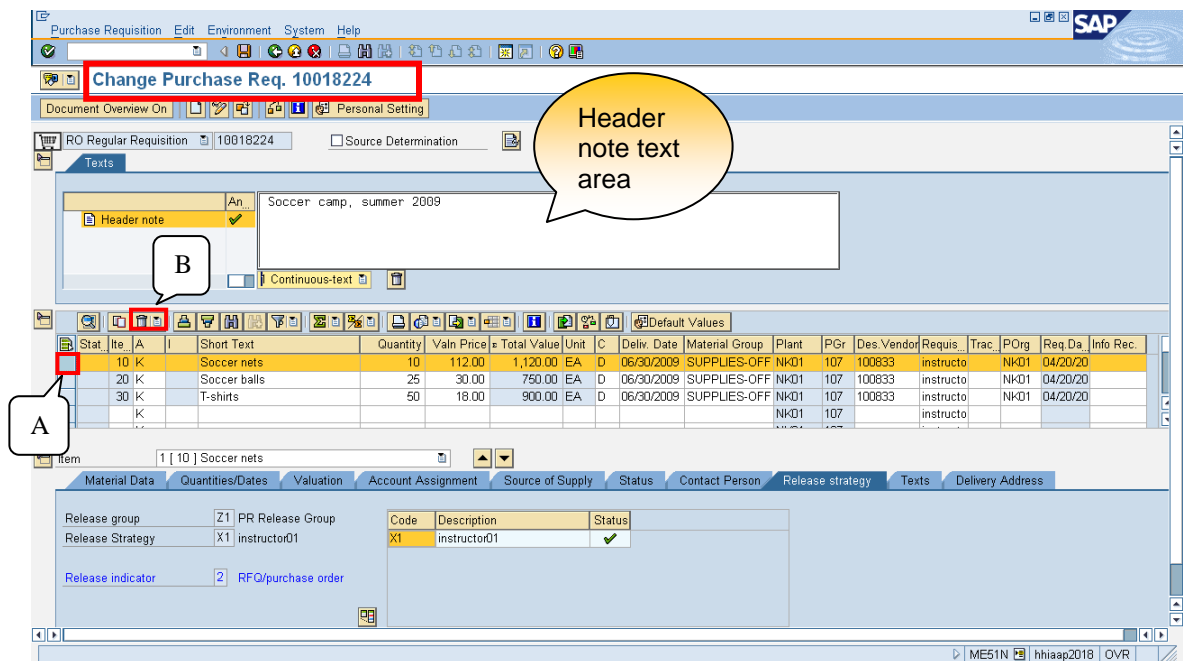 Purchase Requisition Edit Environment System Help
SAP
Change Purchase Req. 10018224
Document Overview On Personal Setting
Header
note text
area
RO Regular Requisition 10018224 Source Determination
Texts
An...
Header note
Soccer camp, summer 2009
B
Continuous-text
Default Values
Stat... Ite... A I Short Text Quantity Valn Price Total Value Unit C Deliv. Date Material Group Plant PGr Des.Vendor Requis... Trac... POrg Req.Da... Info Rec.
10 K Soccer nets 10 112.00 1,120.00 EA D 06/30/2009 SUPPLIES-OFF NK01 107 100833 instructo NK01 04/20/20
20 K Soccer balls 25 30.00 750.00 EA D 06/30/2009 SUPPLIES-OFF NK01 107 100833 instructo NK01 04/20/20
30 K T-shirts 50 18.00 900.00 EA D 06/30/2009 SUPPLIES-OFF NK01 107 100833 instructo NK01 04/20/20
K NK01 107 instructo
A
Item 1 [ 10 ] Soccer nets
Material Data Quantities/Dates Valuation Account Assignment Source of Supply Status Contact Person Release strategy Texts Delivery Address
Release group Z1 PR Release Group
Code Description Status
Release Strategy X1 instructor01
X1 instructor01
Release indicator 2 RFQ/purchase order
ME51N hhiaap2018 OVR